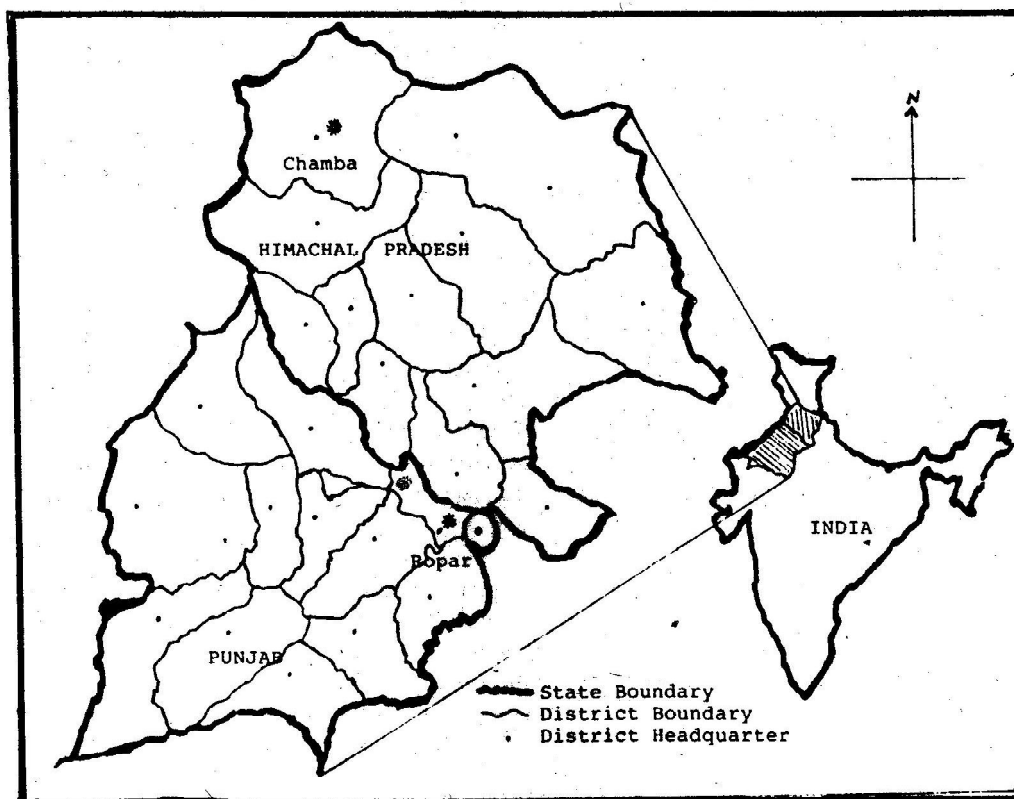 N
Chamba
HIMACHAL PRADESH
INDIA
Ropar
PUNJAB
State Boundary
District Boundary
District Headquarter